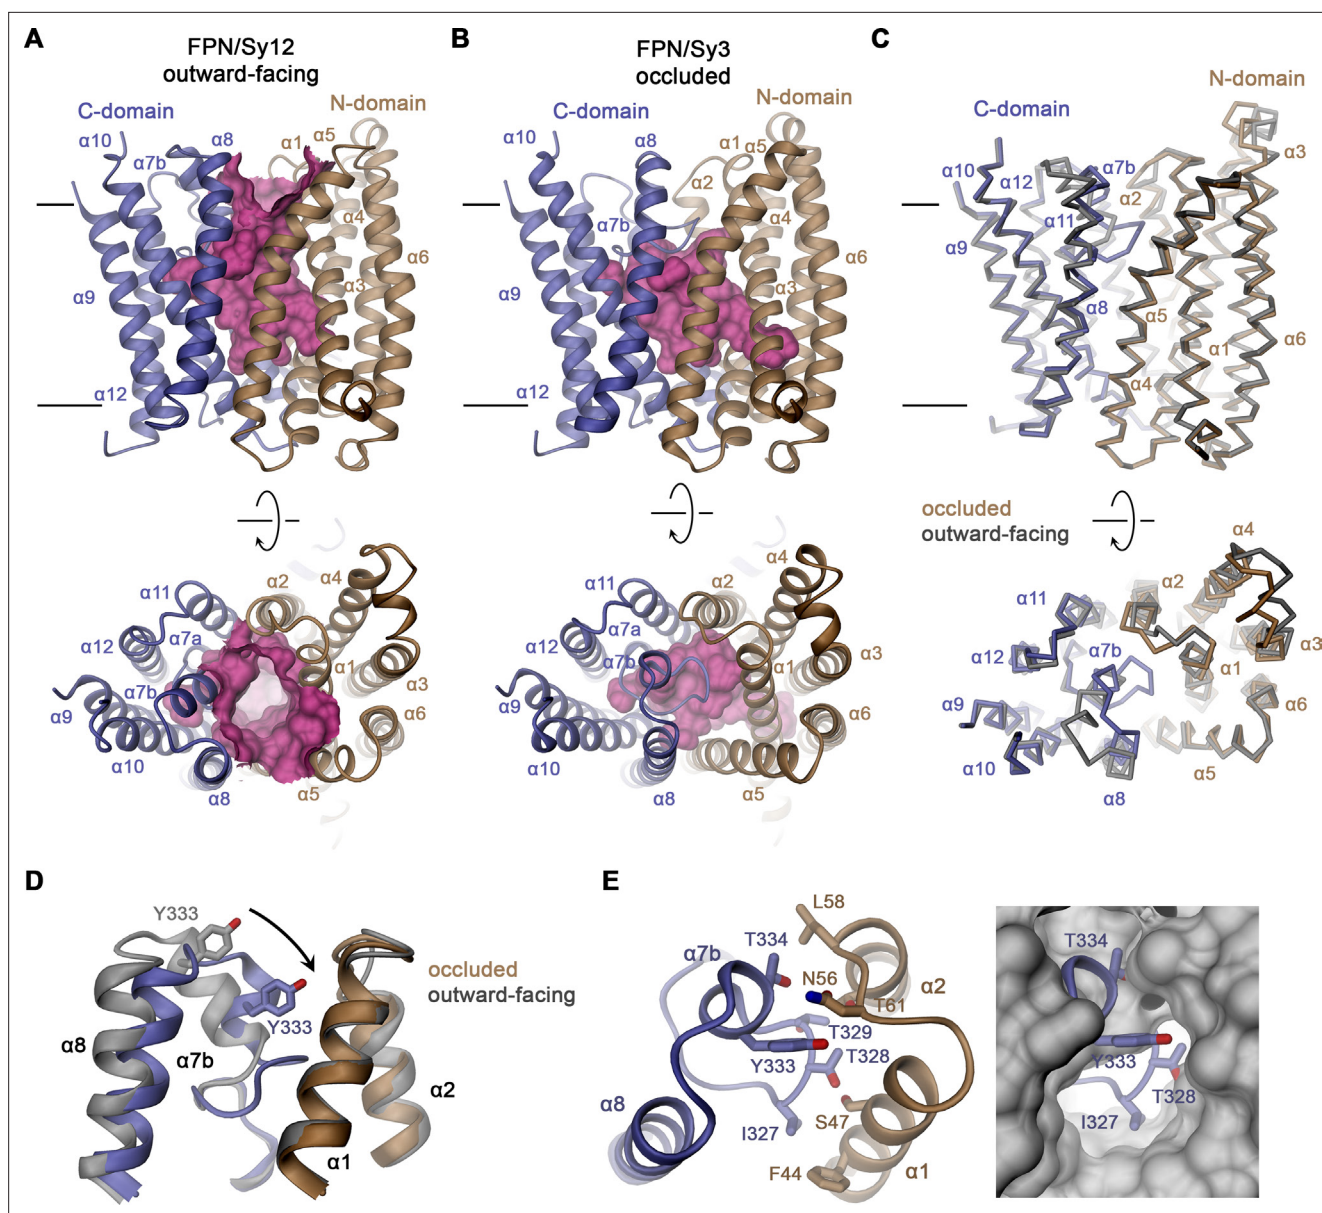 A
FPN/Sy12
outward-facing
C-domain
N-domain
α10
α7b
α8
α1
α5
α4
α6
α3
α9
α12
α2
α4
α11
α12
α7a
α1
α3
α7b
α6
α9
α10
α8
α5
B
FPN/Sy3
occluded
C-domain
N-domain
α10
α8
α1
α5
α2
α7b
α4
α6
α3
α9
α12
α4
α11
α2
α7a
α12
α7b
α1
α3
α9
α6
α10
α8
α5
C
N-domain
C-domain
α3
α10
α12
α7b
α2
α11
α9
α8
α5
α1
α6
α4
occluded
outward-facing
α4
α2
α11
α7b
α12
α1
α3
α9
α6
α10
α5
α8
D
Y333
occluded
outward-facing
Y333
α8
α7b
α2
α1
E
L58
T334
α7b
N56
α2
T61
T329
Y333
T328
α8
S47
I327
F44
α1
T334
Y333
T328
I327